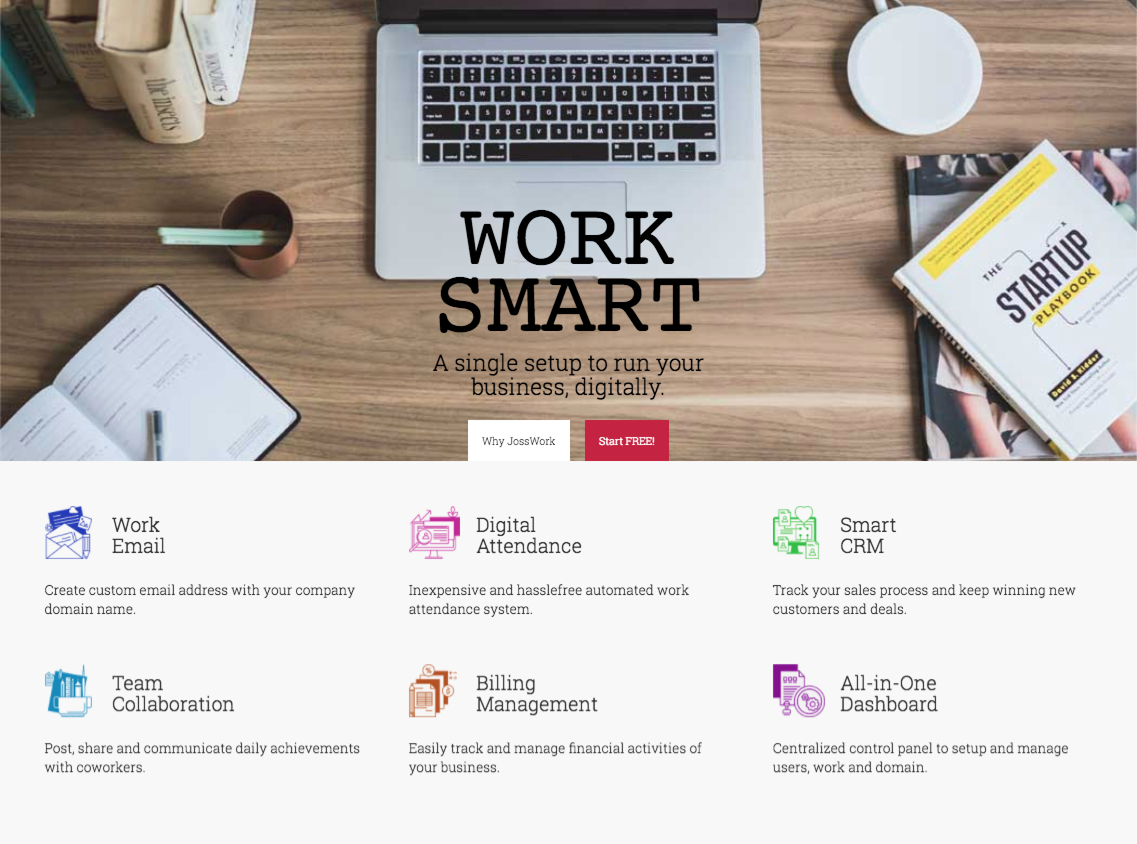 the insects
THE
STARTUP
PLAYBOOK
David S. Kidder
WORK
SMART
A single setup to run your
business, digitally.
Why JossWork
Start FREE!
Work
Email
Digital
Attendance
Smart
CRM
Create custom email address with your company
domain name.
Inexpensive and hasslefree automated work
attendance system.
Track your sales process and keep winning new
customers and deals.
Team
Collaboration
Billing
Management
All-in-One
Dashboard
Post, share and communicate daily achievements
with coworkers.
Easily track and manage financial activities of
your business.
Centralized control panel to setup and manage
users, work and domain.